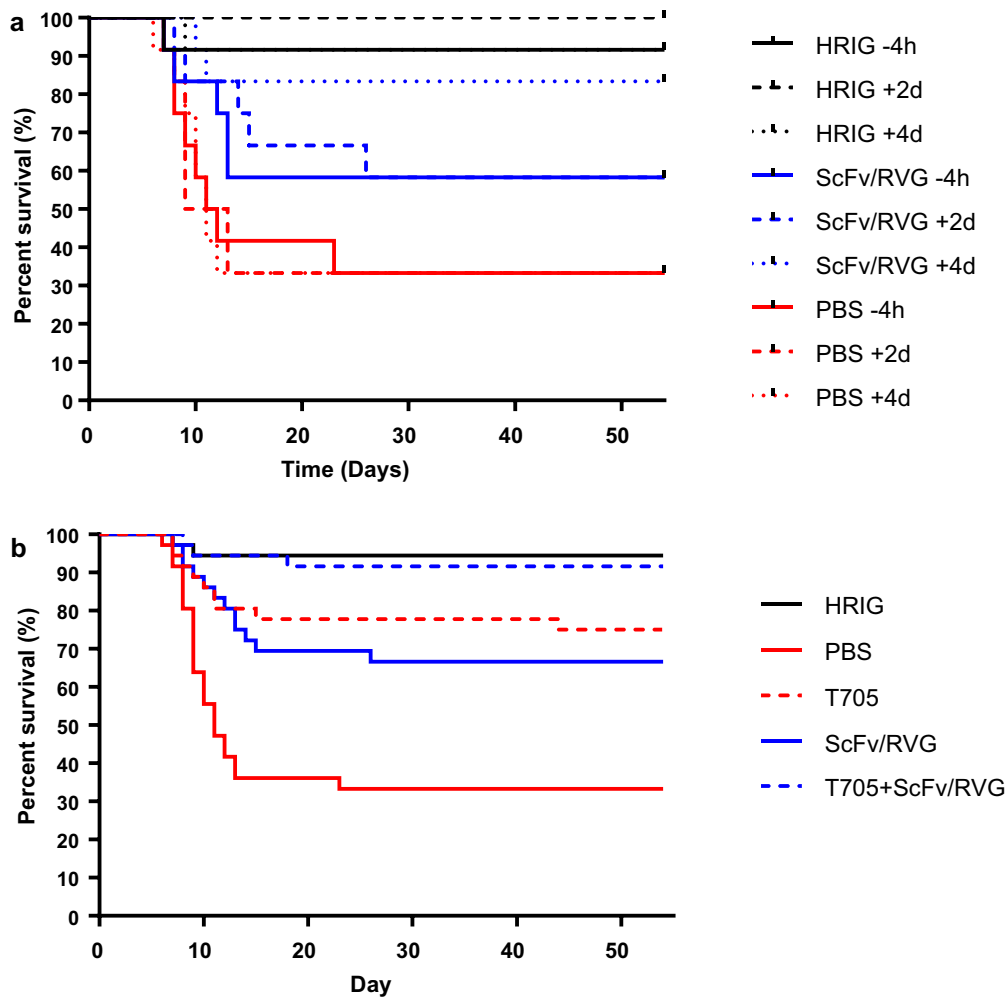 a
Percent survival (%)
100
90
80
70
60
50
40
30
20
10
0
0 10 20 30 40 50
Time (Days)
HRIG -4h
HRIG +2d
HRIG +4d
ScFv/RVG -4h
ScFv/RVG +2d
ScFv/RVG +4d
PBS -4h
PBS +2d
PBS +4d
b
Percent survival (%)
100
90
80
70
60
50
40
30
20
10
0
0 10 20 30 40 50
Day
HRIG
PBS
T705
ScFv/RVG
T705+ScFv/RVG